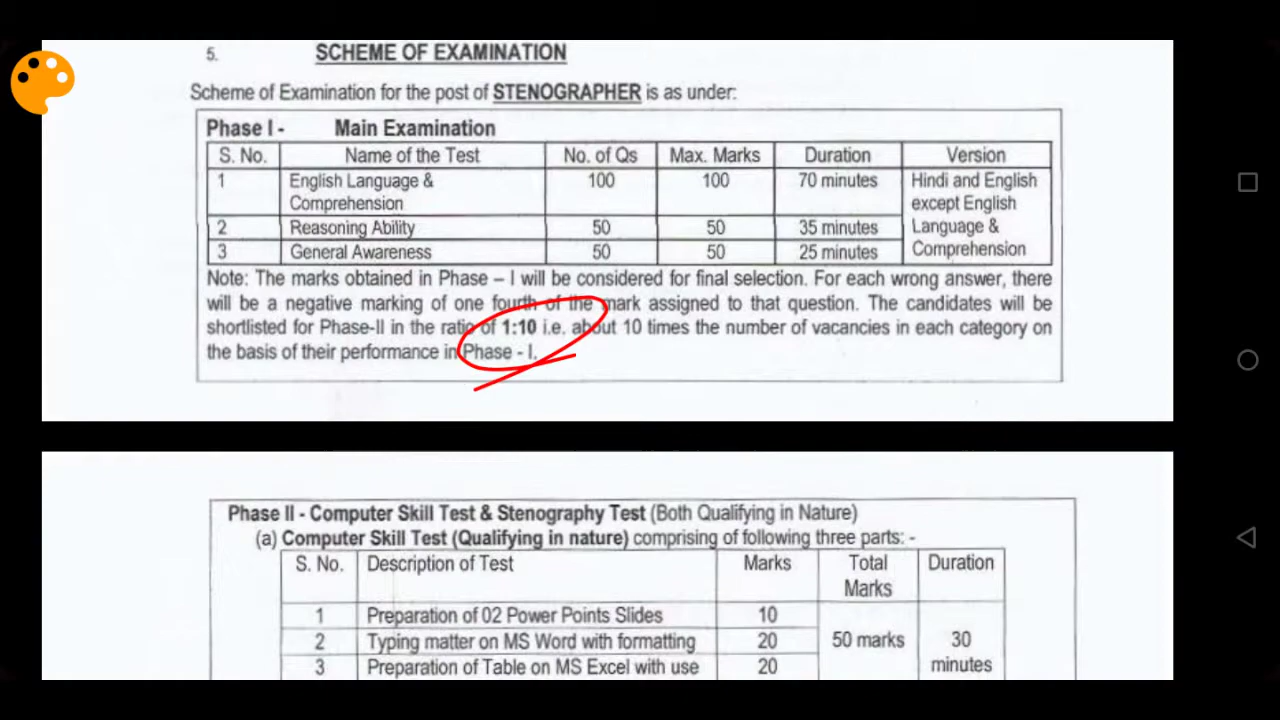 5. SCHEME OF EXAMINATION
Scheme of Examination for the post of STENOGRAPHER is as under:
Phase I - Main Examination
S. No. Name of the Test No. of Qs Max. Marks Duration Version
1 English Language & Comprehension 100 100 70 minutes Hindi and English except English Language & Comprehension
2 Reasoning Ability 50 50 35 minutes
3 General Awareness 50 50 25 minutes
Note: The marks obtained in Phase – I will be considered for final selection. For each wrong answer, there
will be a negative marking of one fourth of the mark assigned to that question. The candidates will be
shortlisted for Phase-II in the ratio of 1:10 i.e. about 10 times the number of vacancies in each category on
the basis of their performance in Phase - I.
Phase II - Computer Skill Test & Stenography Test (Both Qualifying in Nature)
(a) Computer Skill Test (Qualifying in nature) comprising of following three parts: -
S. No. Description of Test Marks Total Marks Duration
1 Preparation of 02 Power Points Slides 10 50 marks 30 minutes
2 Typing matter on MS Word with formatting 20
3 Preparation of Table on MS Excel with use 20